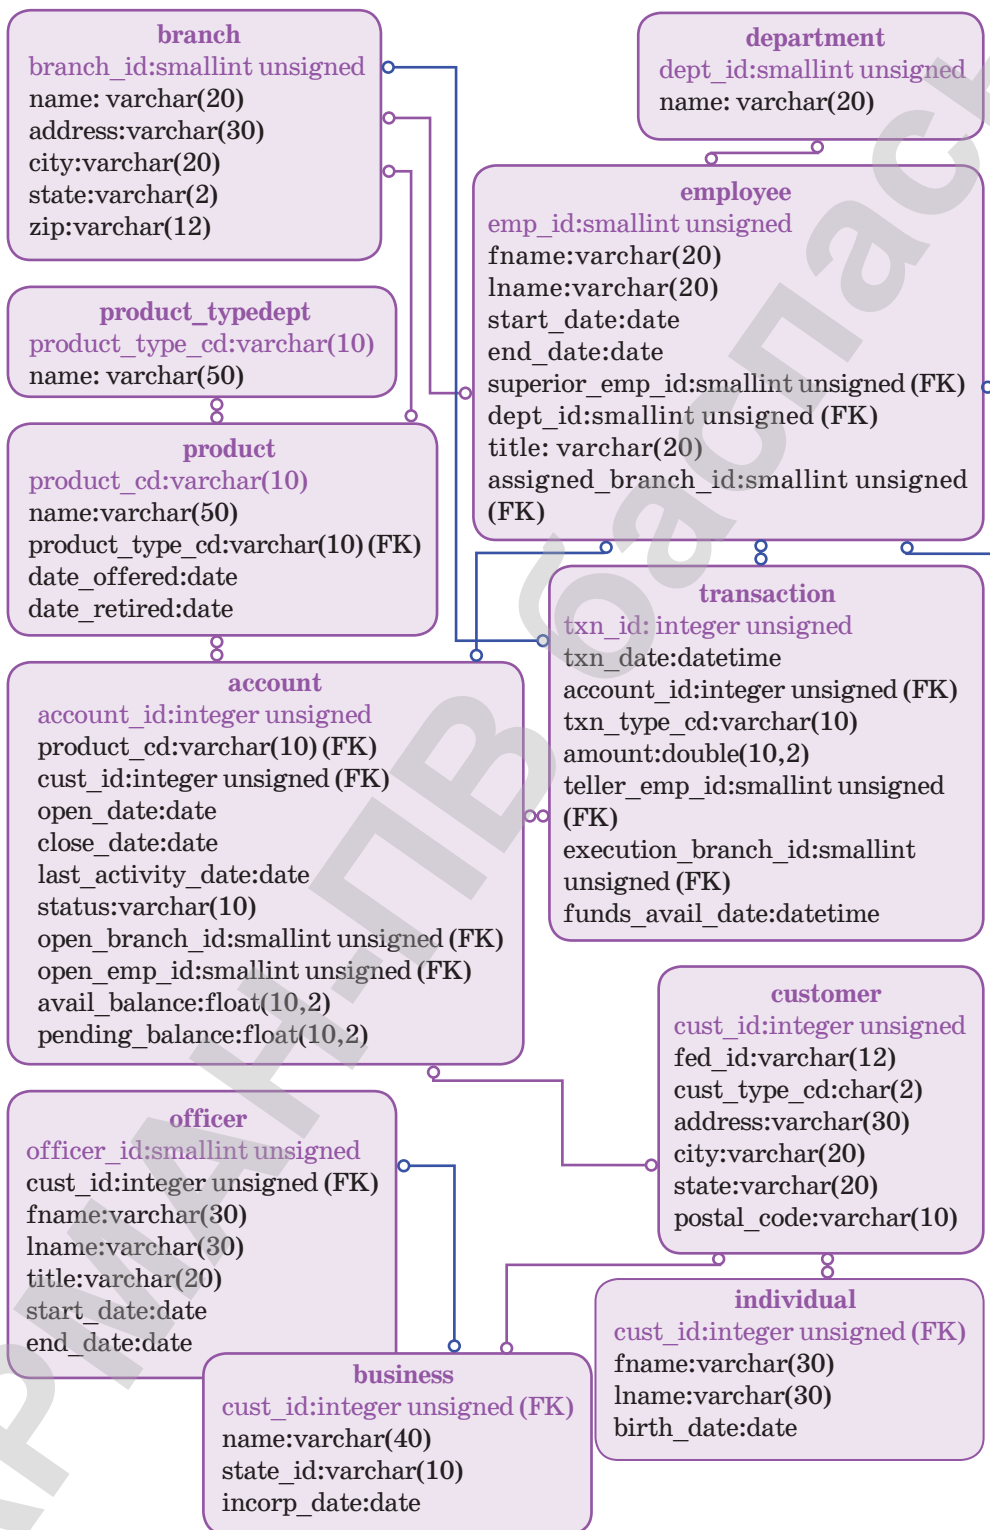 branch
branch_id:smallint unsigned
name: varchar(20)
address:varchar(30)
city:varchar(20)
state:varchar(2)
zip:varchar(12)
department
dept_id:smallint unsigned
name: varchar(20)
employee
emp_id:smallint unsigned
fname:varchar(20)
lname:varchar(20)
start_date:date
end_date:date
superior_emp_id:smallint unsigned (FK)
dept_id:smallint unsigned (FK)
title: varchar(20)
assigned_branch_id:smallint unsigned
(FK)
product_typedept
product_type_cd:varchar(10)
name: varchar(50)
product
product_cd:varchar(10)
name:varchar(50)
product_type_cd:varchar(10) (FK)
date_offered:date
date_retired:date
transaction
txn_id: integer unsigned
txn_date:datetime
account_id:integer unsigned (FK)
txn_type_cd:varchar(10)
amount:double(10,2)
teller_emp_id:smallint unsigned
(FK)
execution_branch_id:smallint
unsigned (FK)
funds_avail_date:datetime
account
account_id:integer unsigned
product_cd:varchar(10) (FK)
cust_id:integer unsigned (FK)
open_date:date
close_date:date
last_activity_date:date
status:varchar(10)
open_branch_id:smallint unsigned (FK)
open_emp_id:smallint unsigned (FK)
avail_balance:float(10,2)
pending_balance:float(10,2)
customer
cust_id:integer unsigned
fed_id:varchar(12)
cust_type_cd:char(2)
address:varchar(30)
city:varchar(20)
state:varchar(20)
postal_code:varchar(10)
officer
officer_id:smallint unsigned
cust_id:integer unsigned (FK)
fname:varchar(30)
lname:varchar(30)
title:varchar(20)
start_date:date
end_date:date
individual
cust_id:integer unsigned (FK)
fname:varchar(30)
lname:varchar(30)
birth_date:date
business
cust_id:integer unsigned (FK)
name:varchar(40)
state_id:varchar(10)
incorp_date:date
РМАН-ПВ баспас